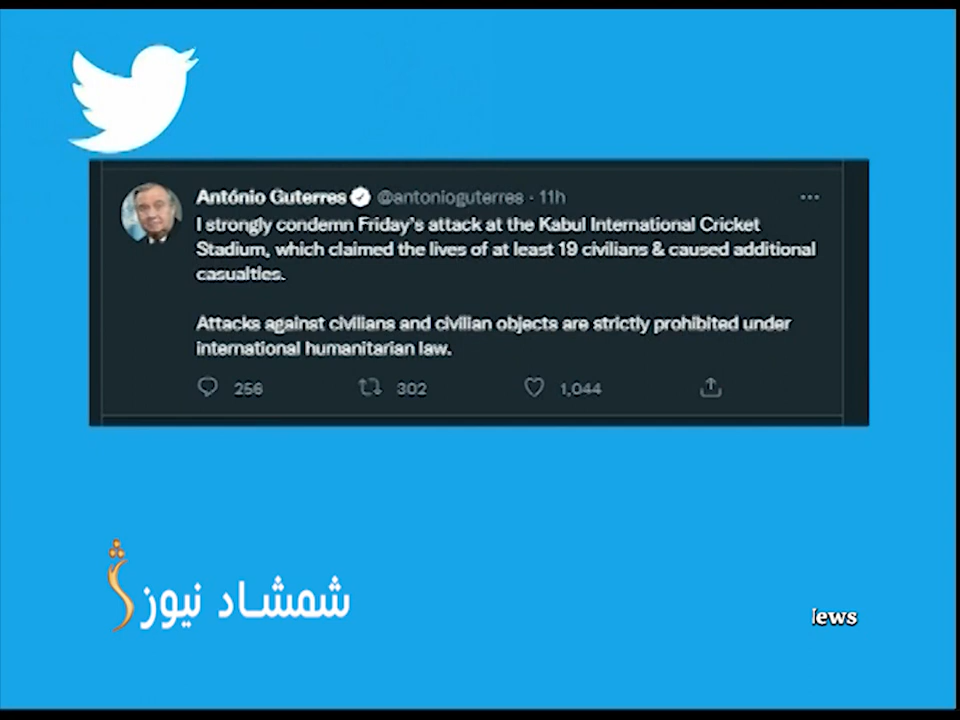 António Guterres @antonioguterres · 11h
I strongly condemn Friday's attack at the Kabul International Cricket
Stadium, which claimed the lives of at least 19 civilians & caused additional
casualties.
Attacks against civilians and civilian objects are strictly prohibited under
international humanitarian law.
256 302 1,044
شمشاد نیوز